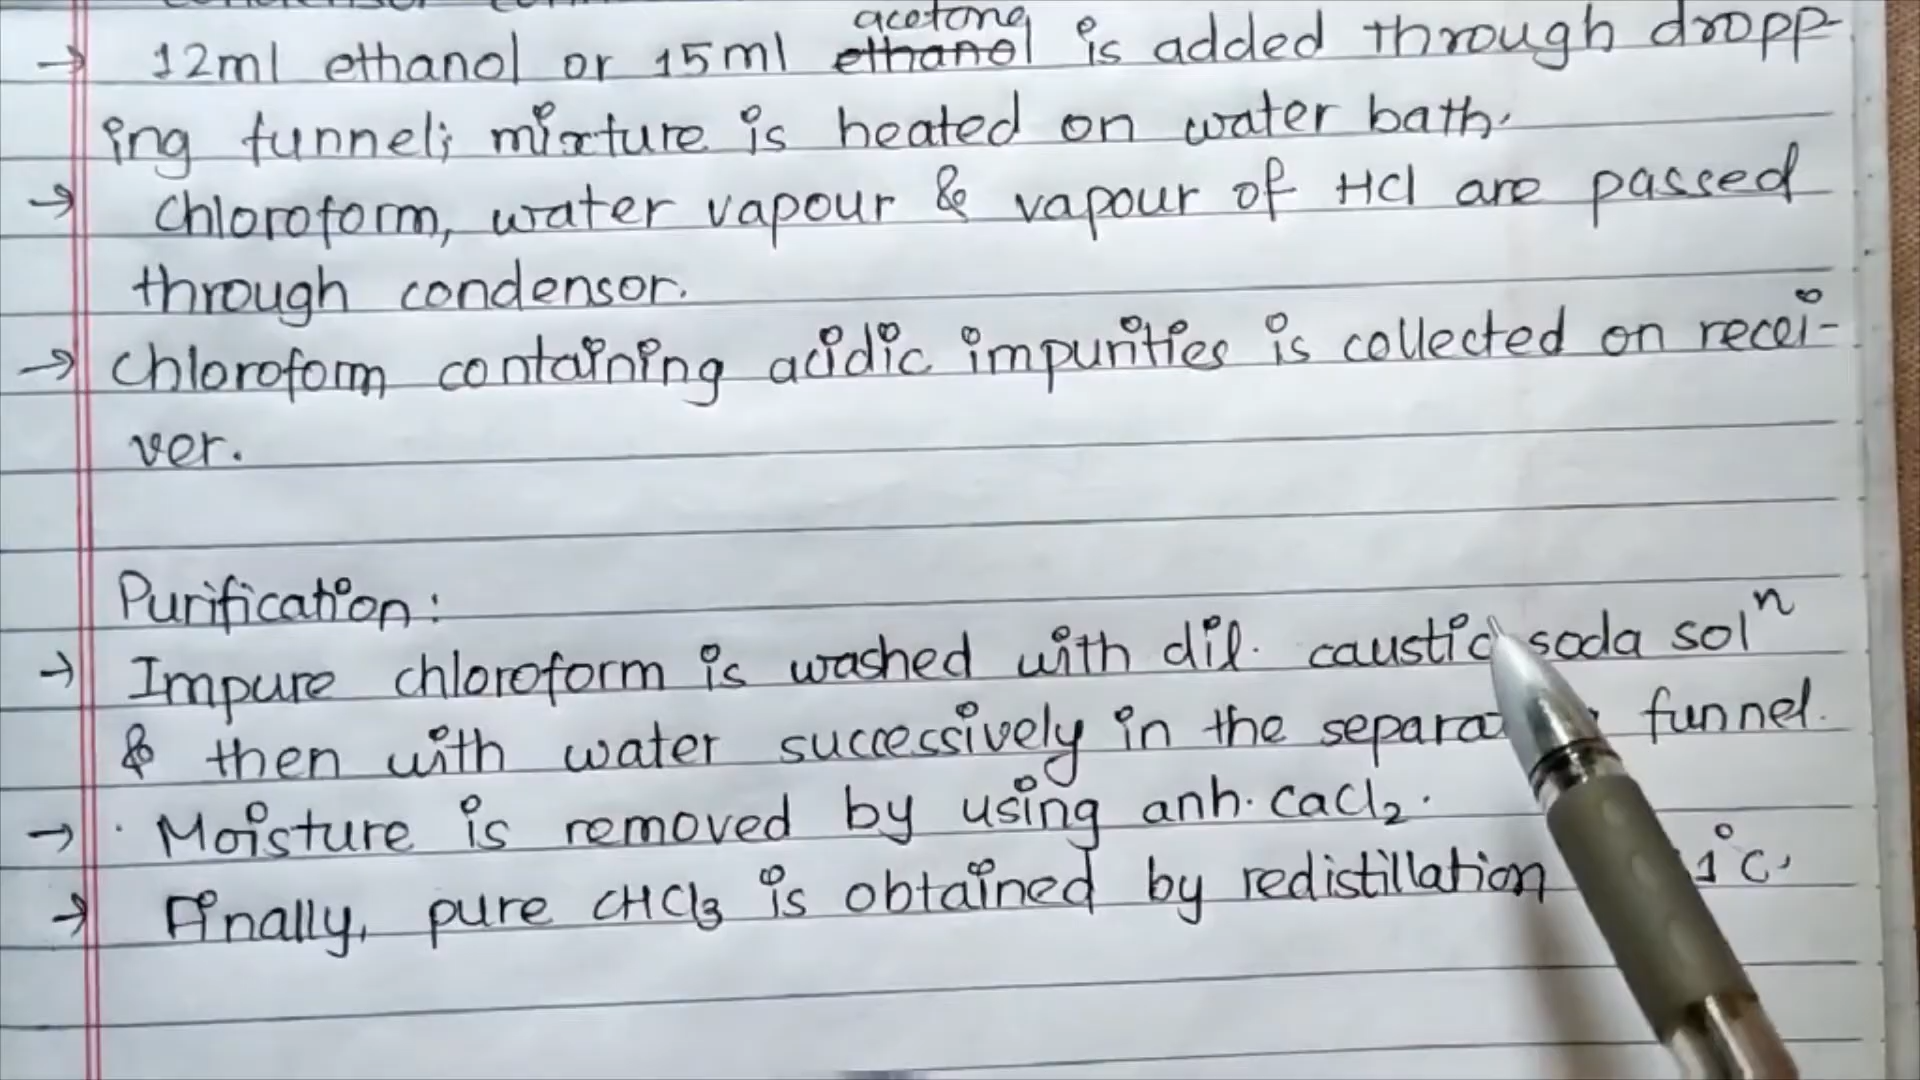 acetone
→ 12ml ethanol or 15ml ethanol is added through dropp-
ing funnel; mixture is heated on water bath.
→ Chloroform, water vapour & vapour of HCl are passed
through condensor.
→ Chloroform containing acidic impurities is collected on recei-
ver.
Purification:
→ Impure chloroform is washed with dil. caustic soda solⁿ
& then with water successively in the funnel.
→ Moisture is removed by using anh. CaCl₂.
→ Finally, pure CHCl₃ is obtained by redistillation 1°C.